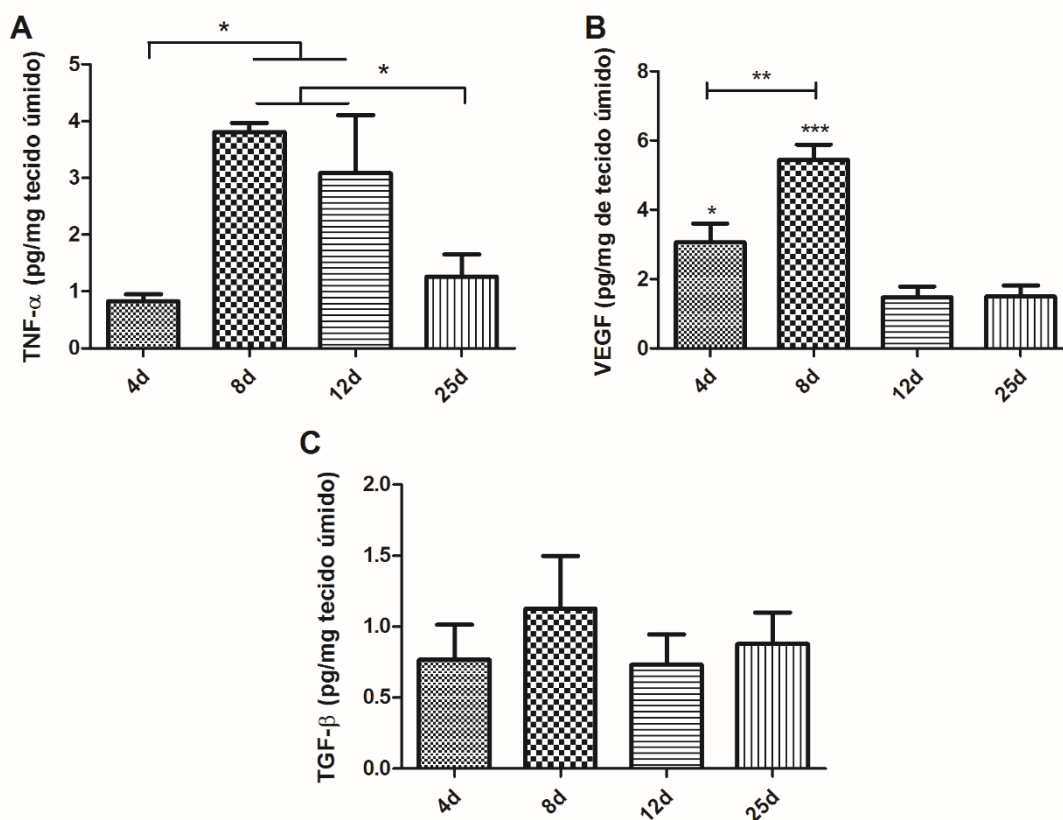 A
*
*
5
4
3
2
1
0
TNF-α (pg/mg tecido úmido)
4d
8d
12d
25d
B
**
***
*
8
6
4
2
0
VEGF (pg/mg de tecido úmido)
4d
8d
12d
25d
C
2.0
1.5
1.0
0.5
0.0
TGF-β (pg/mg tecido úmido)
4d
8d
12d
25d